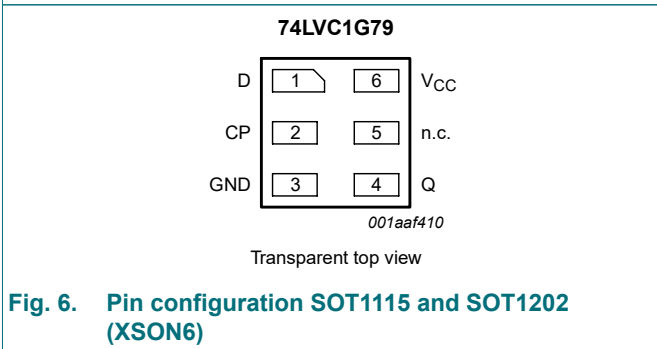 74LVC1G79
D 1 6 VCC
CP 2 5 n.c.
GND 3 4 Q
001aaf410
Transparent top view
Fig. 6. Pin configuration SOT1115 and SOT1202
(XSON6)